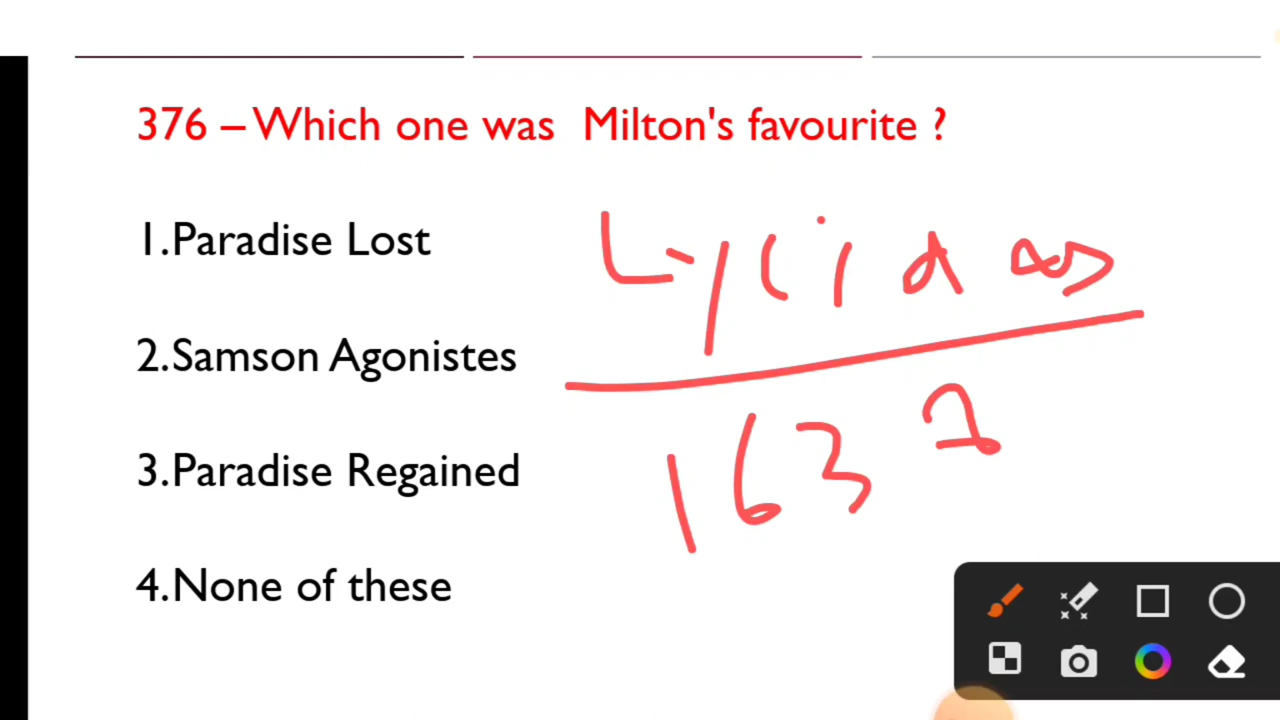 376 – Which one was Milton's favourite ?
1.Paradise Lost
Lycidas
2.Samson Agonistes
1632
3.Paradise Regained
4.None of these